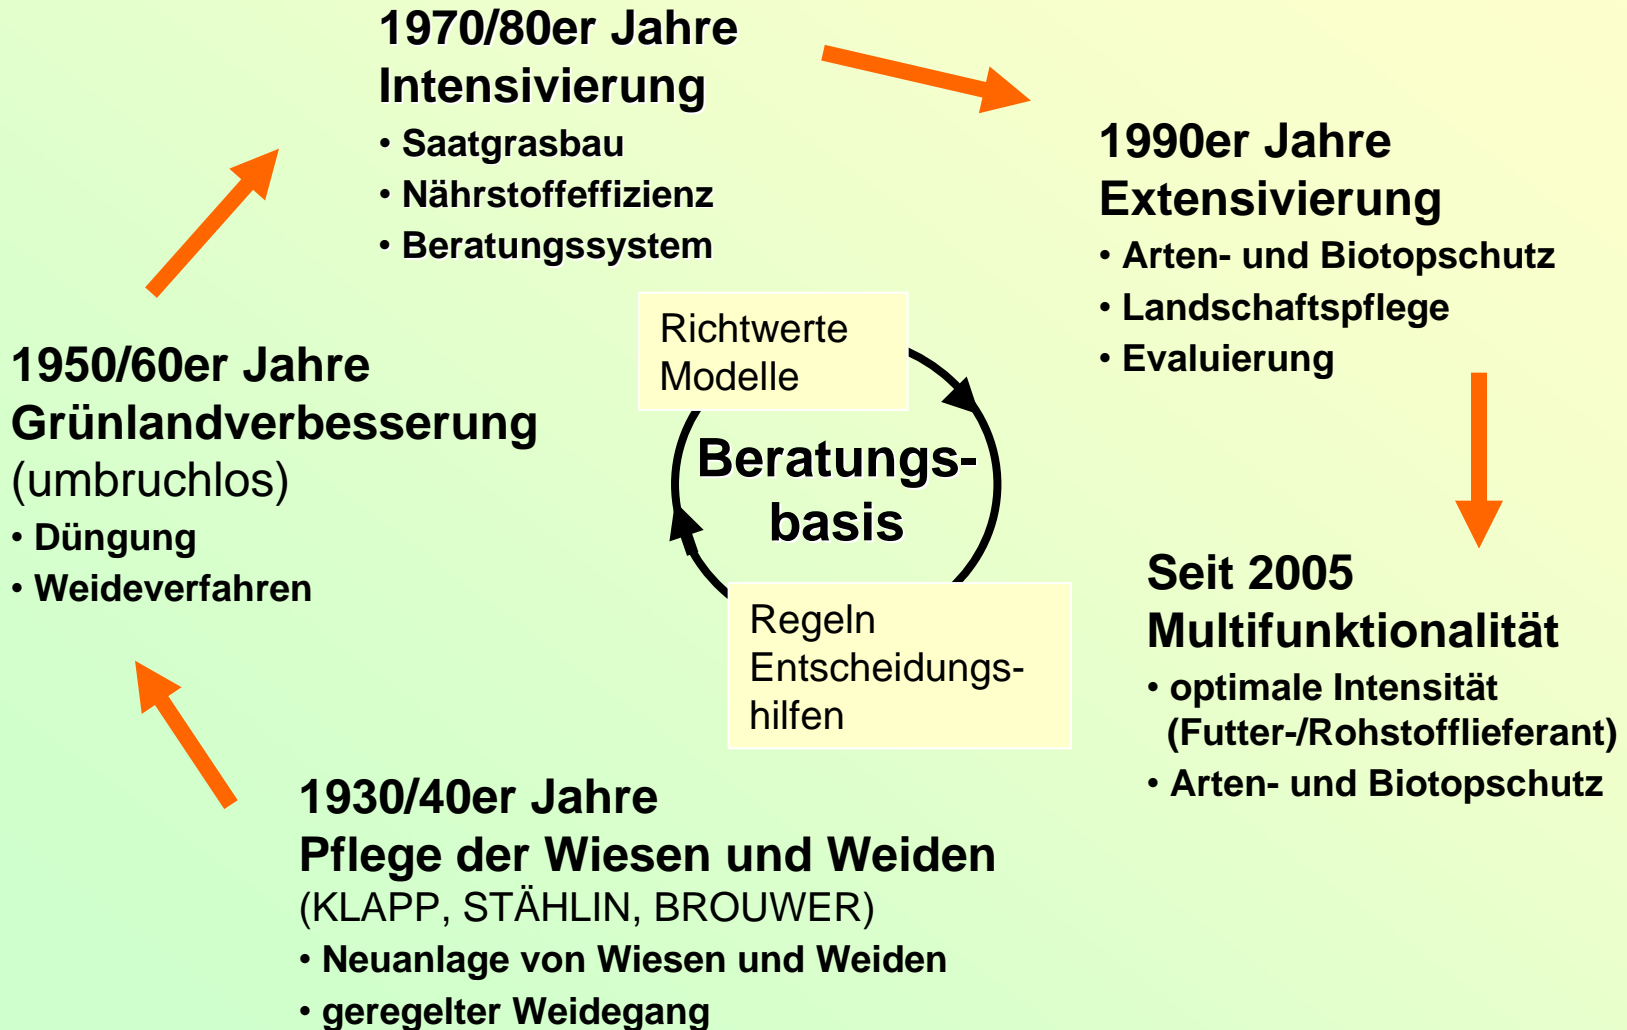 1970/80er Jahre
Intensivierung
• Saatgrasbau
• Nährstoffeffizienz
• Beratungssystem
1990er Jahre
Extensivierung
• Arten- und Biotopschutz
• Landschaftspflege
• Evaluierung
1950/60er Jahre
Grünlandverbesserung
(umbruchlos)
• Düngung
• Weideverfahren
Richtwerte
Modelle
Beratungs-
basis
Regeln
Entscheidungs-
hilfen
Seit 2005
Multifunktionalität
• optimale Intensität
(Futter-/Rohstofflieferant)
• Arten- und Biotopschutz
1930/40er Jahre
Pflege der Wiesen und Weiden
(KLAPP, STÄHLIN, BROUWER)
• Neuanlage von Wiesen und Weiden
• geregelter Weidegang